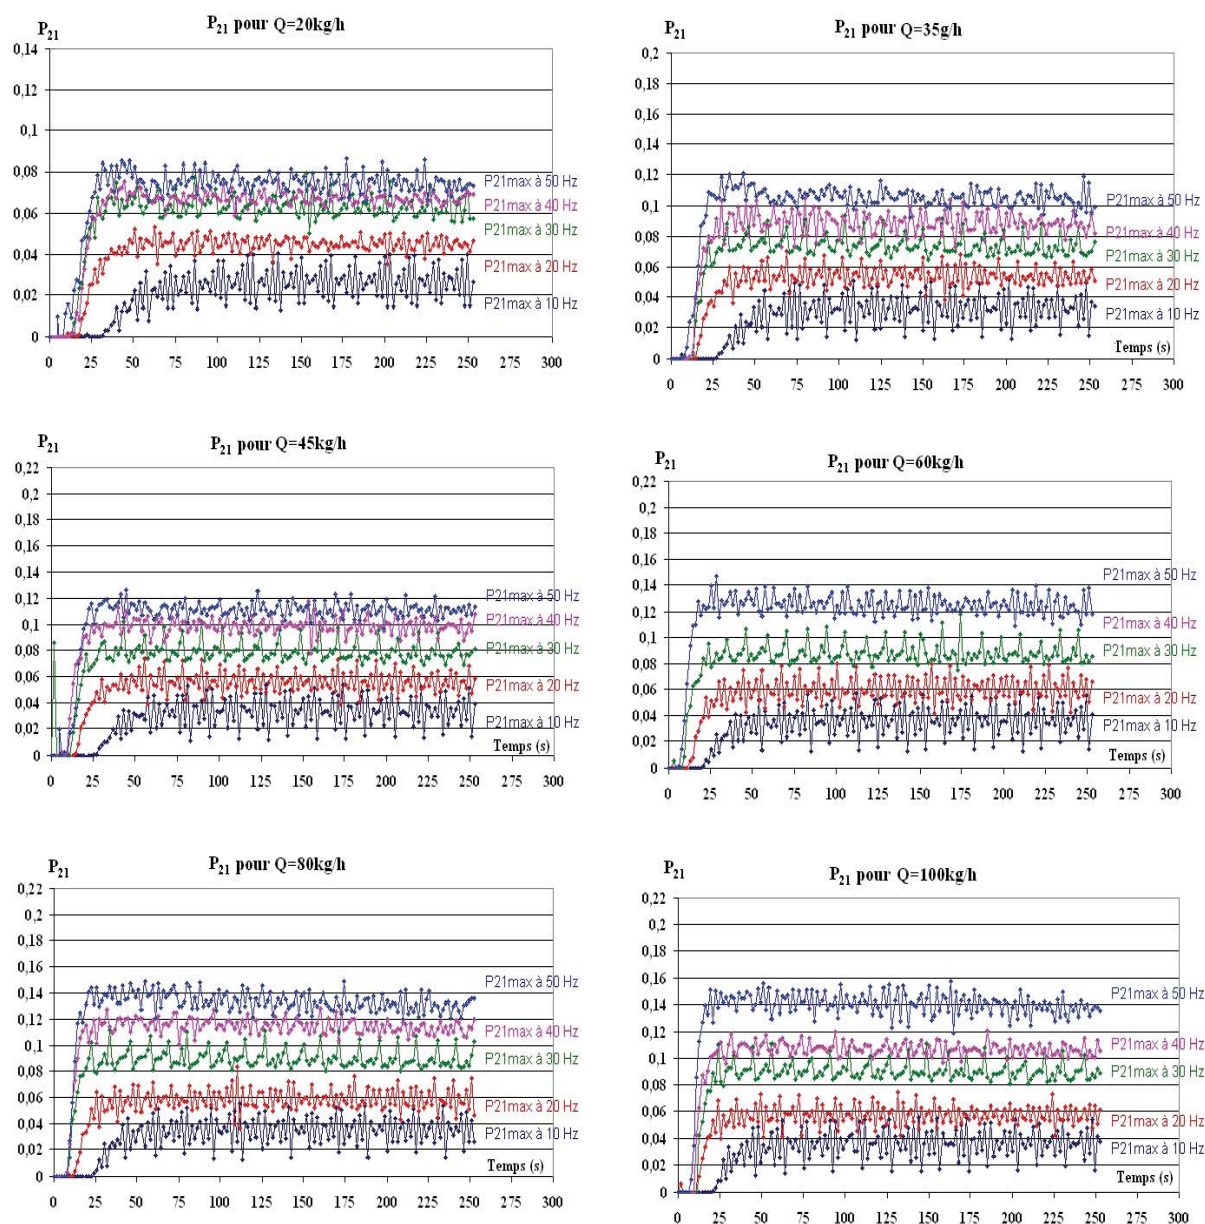 P21 pour Q=20kg/h
P21
0,14
0,12
0,1
0,08
0,06
0,04
0,02
0
P21max à 50 Hz
P21max à 40 Hz
P21max à 30 Hz
P21max à 20 Hz
P21max à 10 Hz
0 25 50 75 100 125 150 175 200 225 250 275 300
P21 pour Q=35g/h
P21
0,2
0,18
0,16
0,14
0,12
0,1
0,08
0,06
0,04
0,02
0
P21max à 50 Hz
P21max à 40 Hz
P21max à 30 Hz
P21max à 20 Hz
P21max à 10 Hz
Temps (s)
0 25 50 75 100 125 150 175 200 225 250 275 300
P21 pour Q=45kg/h
P21
0,22
0,2
0,18
0,16
0,14
0,12
0,1
0,08
0,06
0,04
0,02
0
P21max à 50 Hz
P21max à 40 Hz
P21max à 30 Hz
P21max à 20 Hz
P21max à 10 Hz
Temps (s)
0 25 50 75 100 125 150 175 200 225 250 275 300
P21 pour Q=60kg/h
P21
0,22
0,2
0,18
0,16
0,14
0,12
0,1
0,08
0,06
0,04
0,02
0
P21max à 50 Hz
P21max à 40 Hz
P21max à 30 Hz
P21max à 20 Hz
P21max à 10 Hz
Temps (s)
0 25 50 75 100 125 150 175 200 225 250 275 300
P21 pour Q=80kg/h
P21
0,22
0,2
0,18
0,16
0,14
0,12
0,1
0,08
0,06
0,04
0,02
0
P21max à 50 Hz
P21max à 40 Hz
P21max à 30 Hz
P21max à 20 Hz
P21max à 10 Hz
Temps (s)
0 25 50 75 100 125 150 175 200 225 250 275 300
P21 pour Q=100kg/h
P21
0,22
0,2
0,18
0,16
0,14
0,12
0,1
0,08
0,06
0,04
0,02
0
P21max à 50 Hz
P21max à 40 Hz
P21max à 30 Hz
P21max à 20 Hz
P21max à 10 Hz
Temps (s)
0 25 50 75 100 125 150 175 200 225 250 275 300